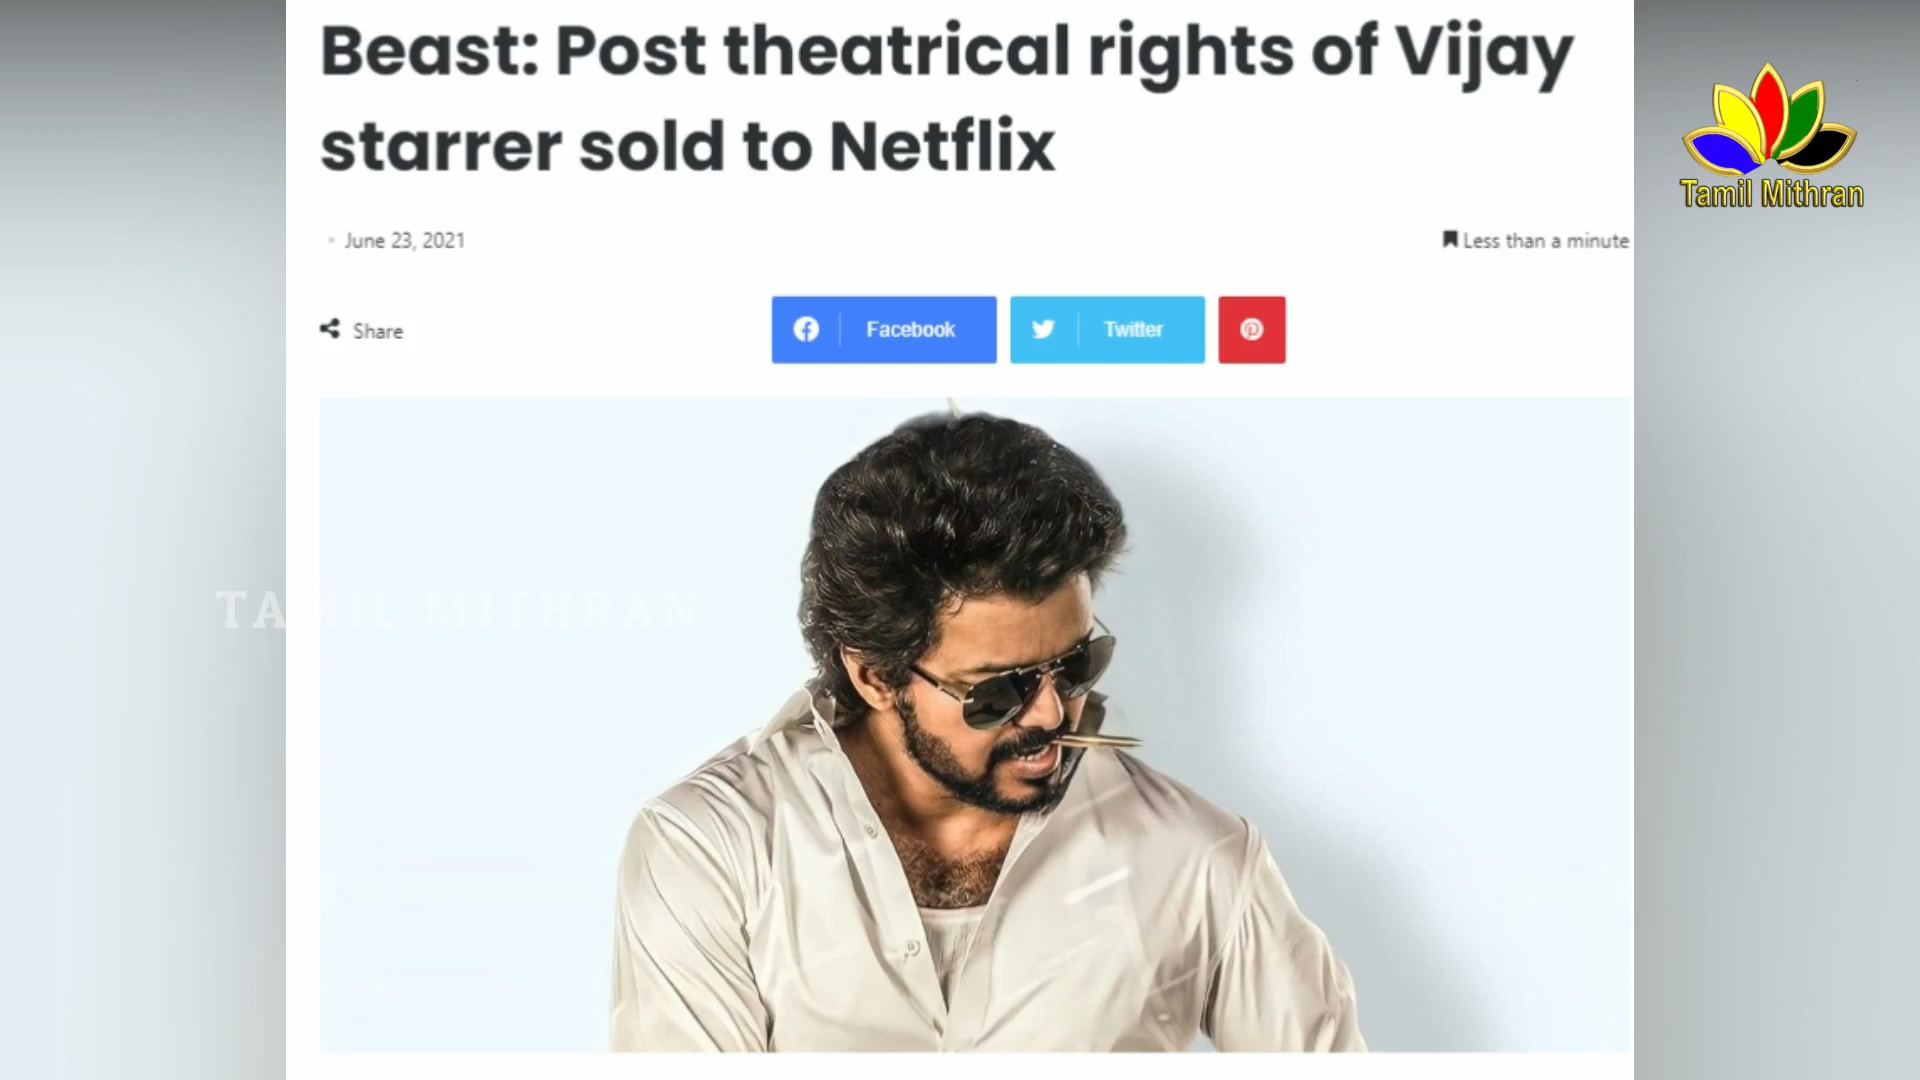 Beast: Post theatrical rights of Vijay
starrer sold to Netflix
Tamil Mithran
June 23, 2021
Less than a minute
Share
Facebook
Twitter
TAMIL MITHRAN